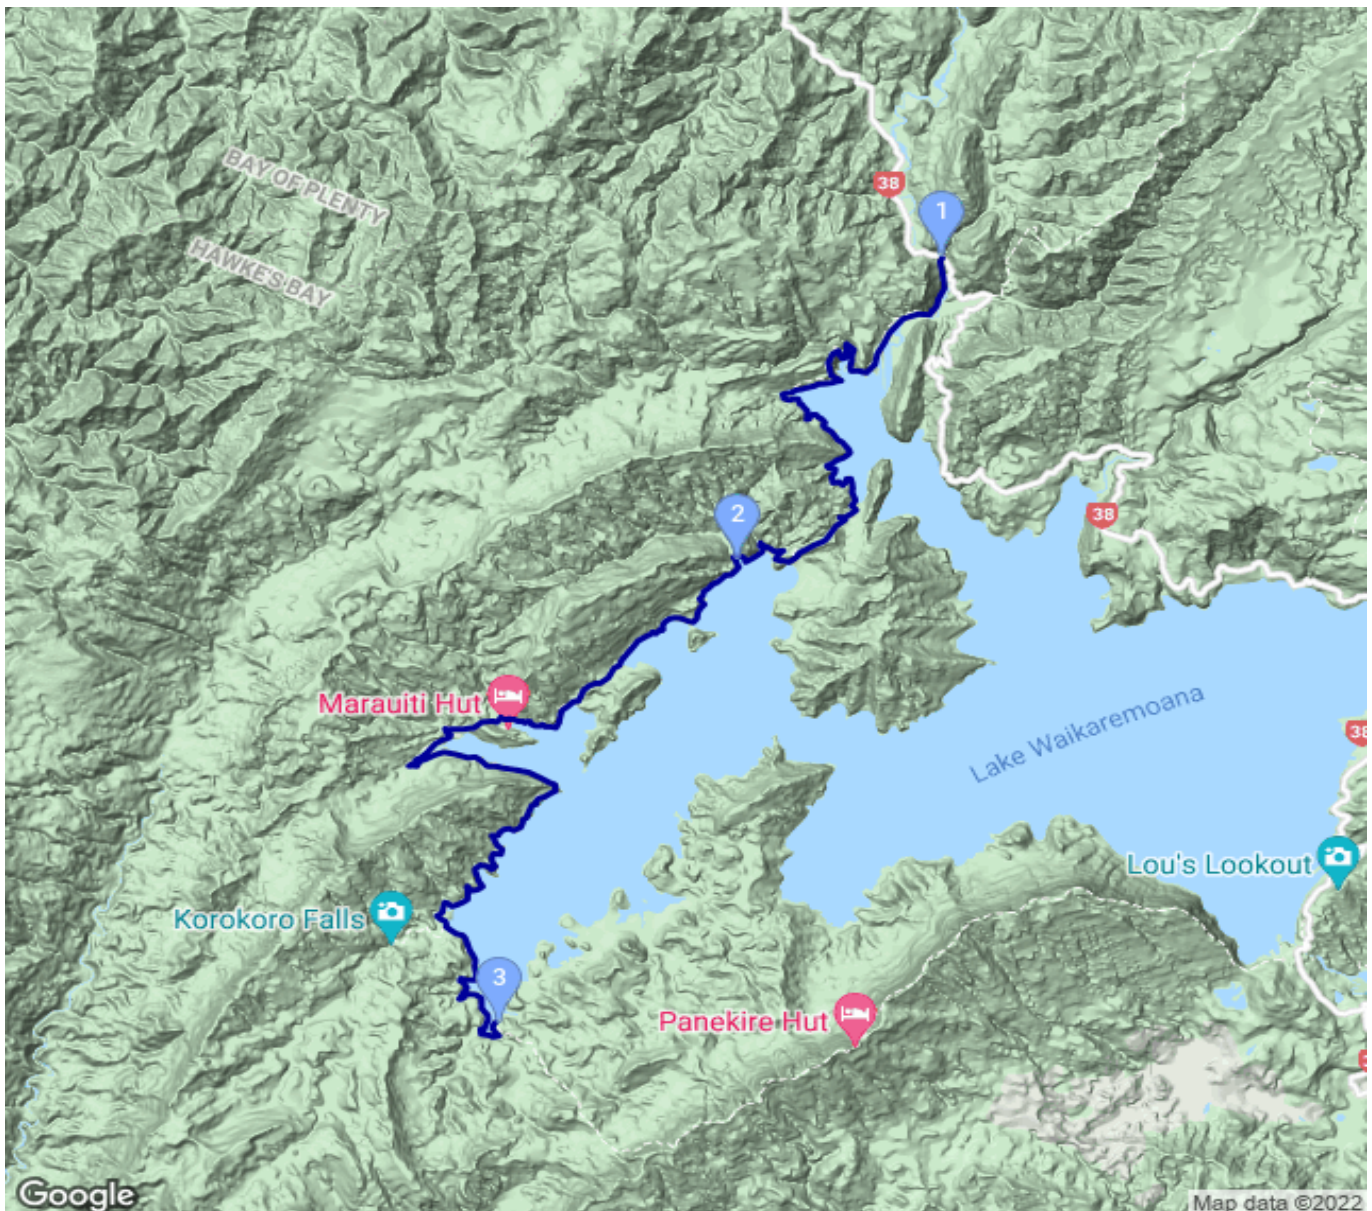 BAY OF PLENTY
HAWKE'S BAY
38
1
2
38
Marauiti Hut
Lake Waikaremoana
38
Lou's Lookout
Korokoro Falls
3
Panekire Hut
Google
Map data ©2022